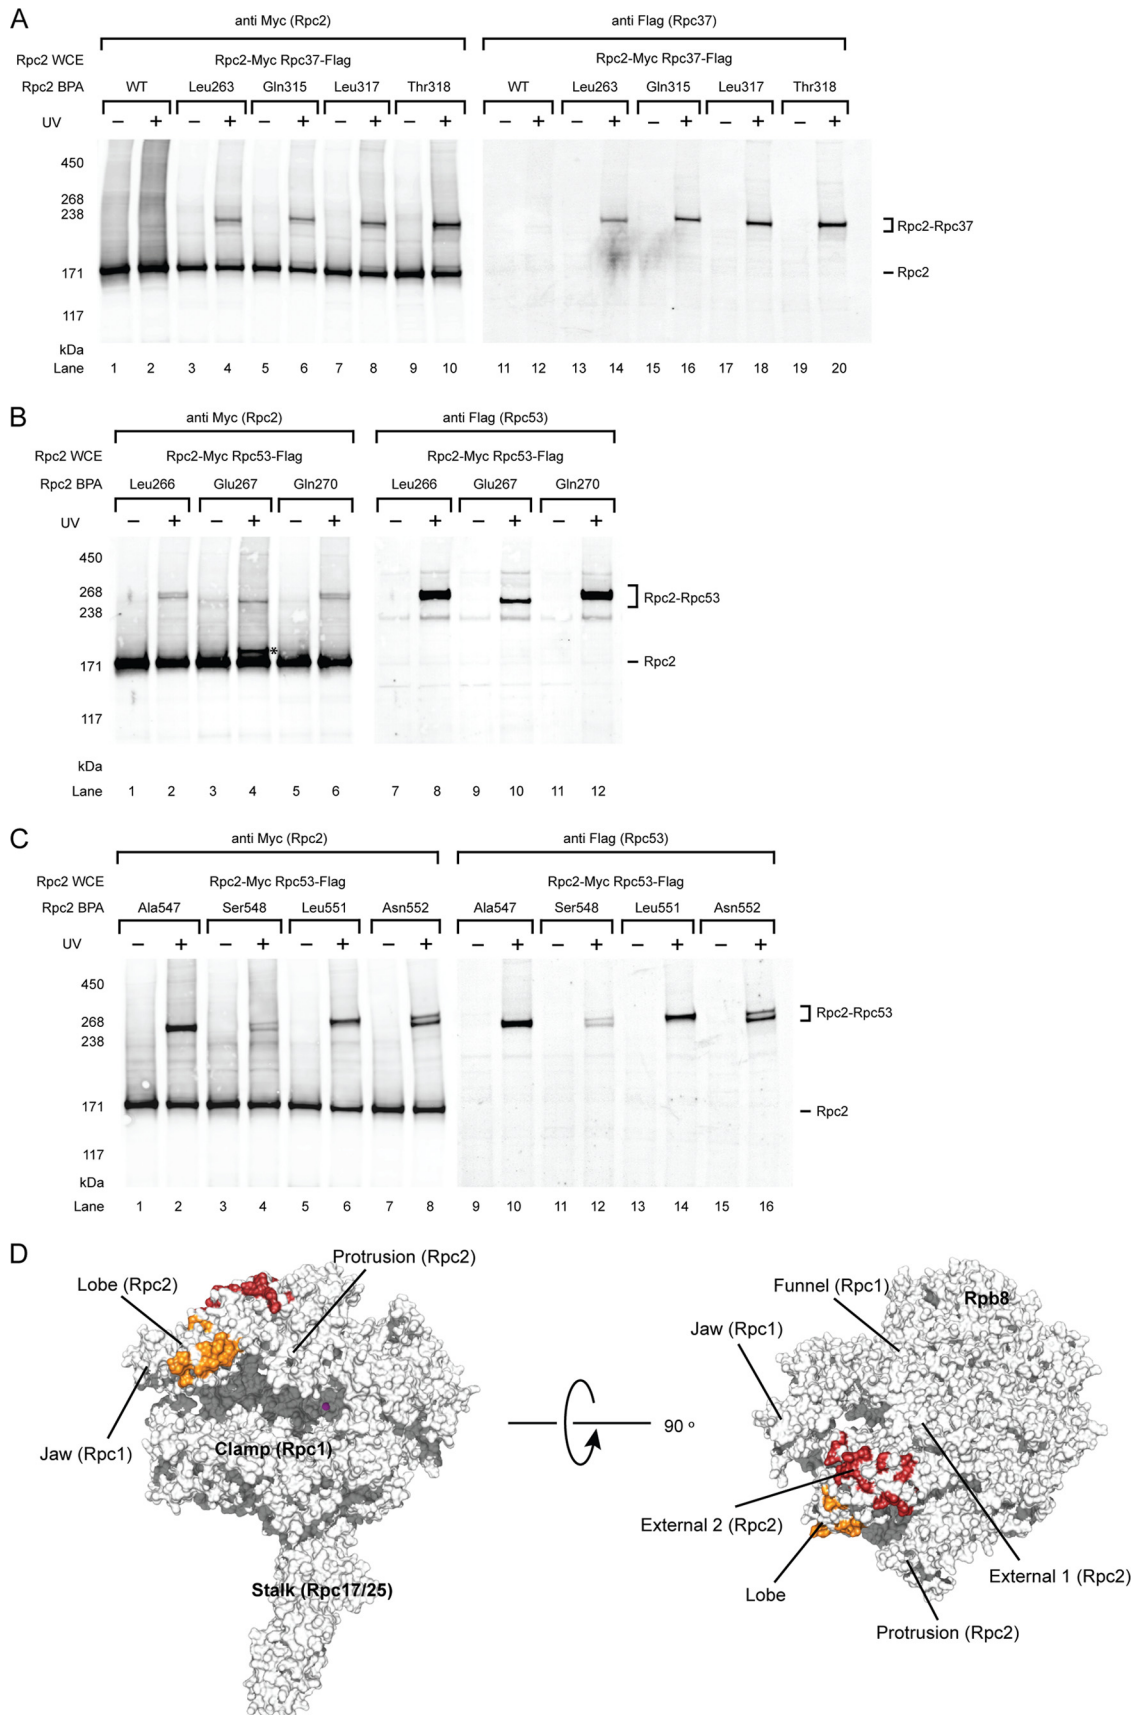 A
anti Myc (Rpc2) anti Flag (Rpc37)
Rpc2 WCE Rpc2-Myc Rpc37-Flag Rpc2-Myc Rpc37-Flag
Rpc2 BPA WT Leu263 Gln315 Leu317 Thr318 WT Leu263 Gln315 Leu317 Thr318
UV − + − + − + − + − + − + − + − + − + − +
450
268
238
Rpc2-Rpc37
171 Rpc2
117
kDa
Lane 1 2 3 4 5 6 7 8 9 10 11 12 13 14 15 16 17 18 19 20
B
anti Myc (Rpc2) anti Flag (Rpc53)
Rpc2 WCE Rpc2-Myc Rpc53-Flag Rpc2-Myc Rpc53-Flag
Rpc2 BPA Leu266 Glu267 Gln270 Leu266 Glu267 Gln270
UV − + − + − + − + − + − +
450
268
Rpc2-Rpc53
238
*
171 Rpc2
117
kDa
Lane 1 2 3 4 5 6 7 8 9 10 11 12
C
anti Myc (Rpc2) anti Flag (Rpc53)
Rpc2 WCE Rpc2-Myc Rpc53-Flag Rpc2-Myc Rpc53-Flag
Rpc2 BPA Ala547 Ser548 Leu551 Asn552 Ala547 Ser548 Leu551 Asn552
UV − + − + − + − + − + − + − + − +
450
268 Rpc2-Rpc53
238
171 Rpc2
117
kDa
Lane 1 2 3 4 5 6 7 8 9 10 11 12 13 14 15 16
D
Protrusion (Rpc2)
Lobe (Rpc2)
Jaw (Rpc1)
Clamp (Rpc1)
Stalk (Rpc17/25)
90 °
Funnel (Rpc1)
Rpb8
Jaw (Rpc1)
External 2 (Rpc2)
Lobe
External 1 (Rpc2)
Protrusion (Rpc2)